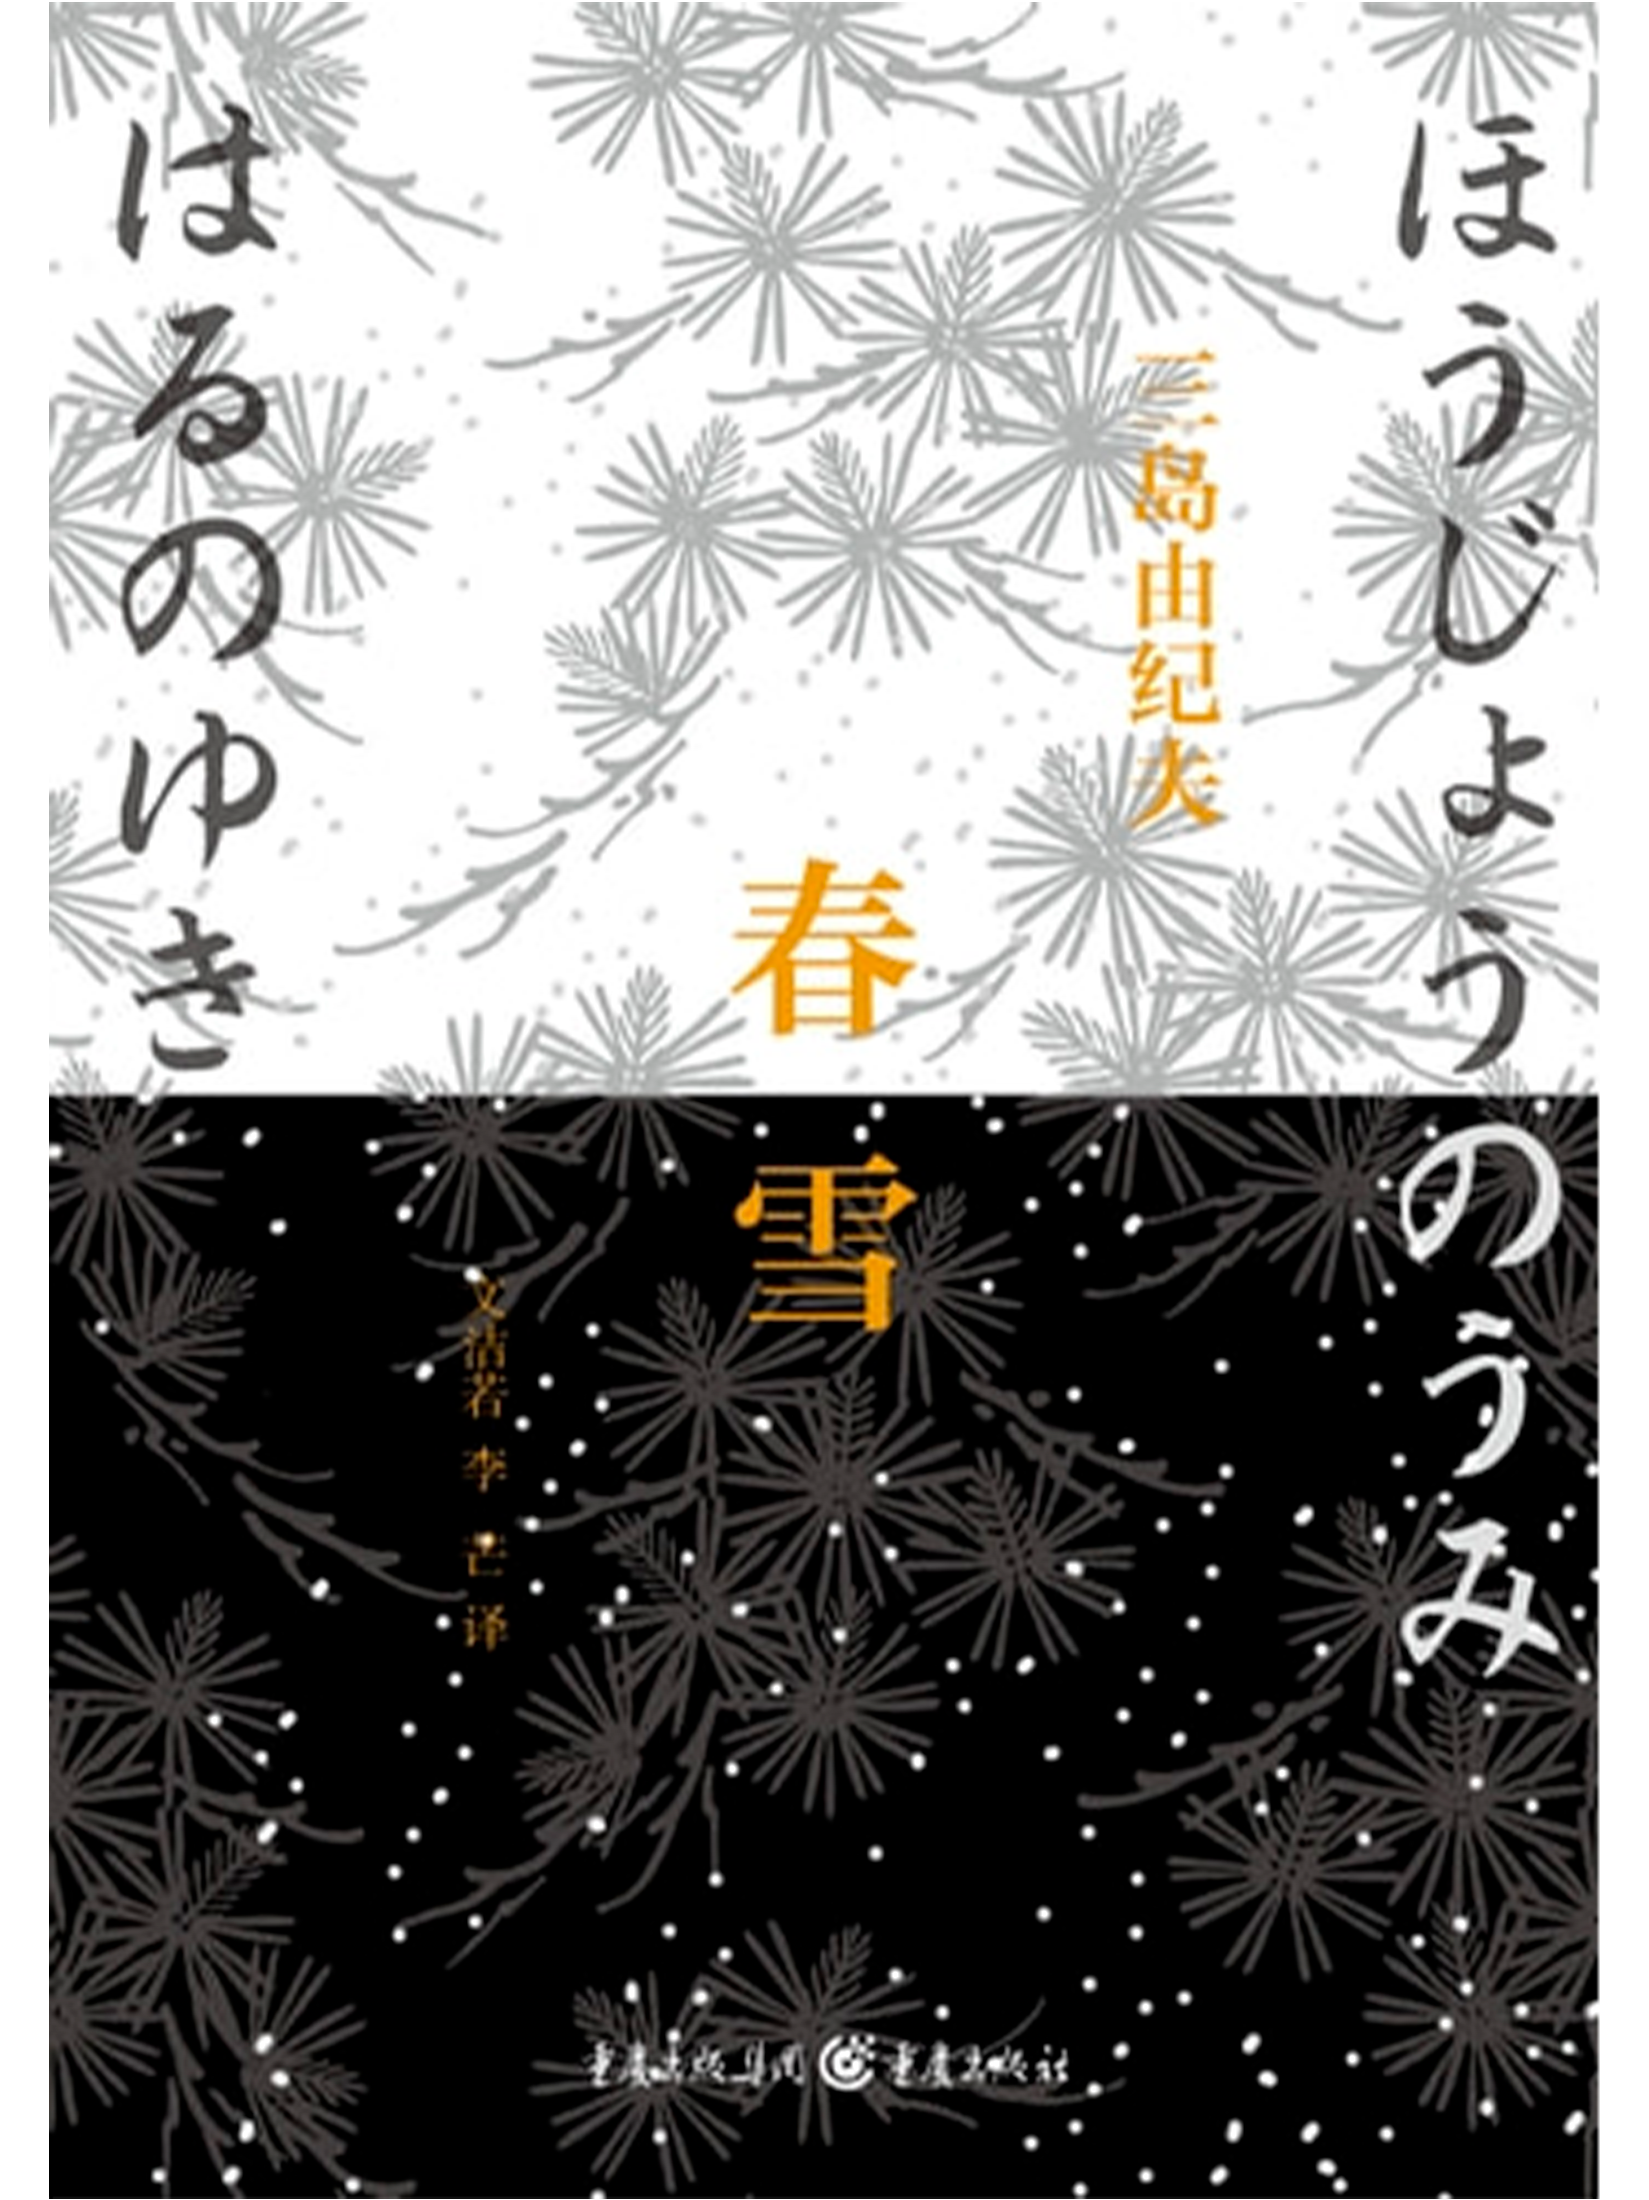 ほうじょうのうみ
三岛由纪夫
春雪
文洁若 李 芒 译
はるのゆき
重庆出版集团 重庆出版社